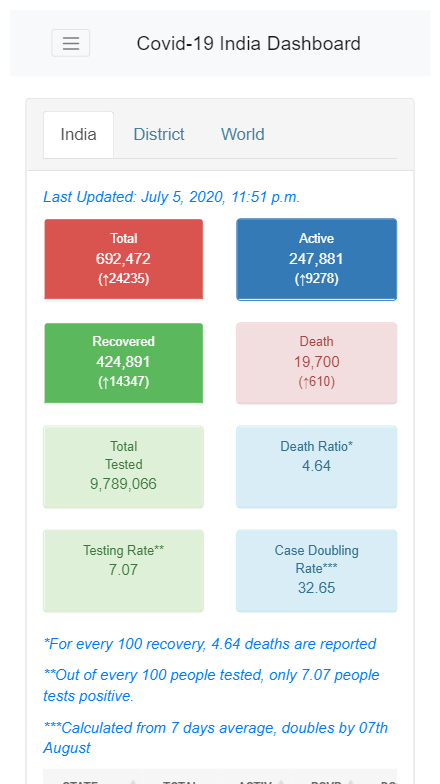 Covid-19 India Dashboard
India District World
Last Updated: July 5, 2020, 11:51 p.m.
Total
692,472
(↑24235)
Active
247,881
(↑9278)
Recovered
424,891
(↑14347)
Death
19,700
(↑610)
Total
Tested
9,789,066
Death Ratio*
4.64
Testing Rate**
7.07
Case Doubling
Rate***
32.65
*For every 100 recovery, 4.64 deaths are reported
**Out of every 100 people tested, only 7.07 people
tests positive.
***Calculated from 7 days average, doubles by 07th
August